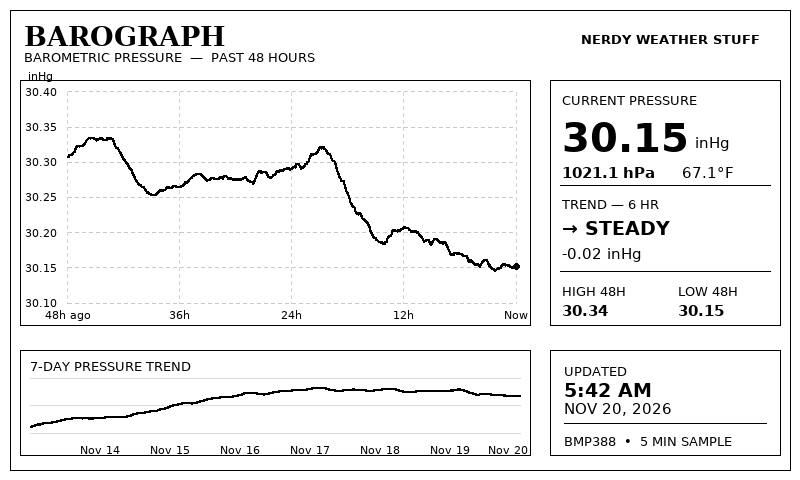 BAROGRAPH
BAROMETRIC PRESSURE — PAST 48 HOURS
NERDY WEATHER STUFF
inHg
30.40
30.35
30.30
30.25
30.20
30.15
30.10
48h ago 36h 24h 12h Now
CURRENT PRESSURE
30.15 inHg
1021.1 hPa 67.1°F
TREND — 6 HR
→ STEADY
-0.02 inHg
HIGH 48H LOW 48H
30.34 30.15
7-DAY PRESSURE TREND
Nov 14 Nov 15 Nov 16 Nov 17 Nov 18 Nov 19 Nov 20
UPDATED
5:42 AM
NOV 20, 2026
BMP388 • 5 MIN SAMPLE